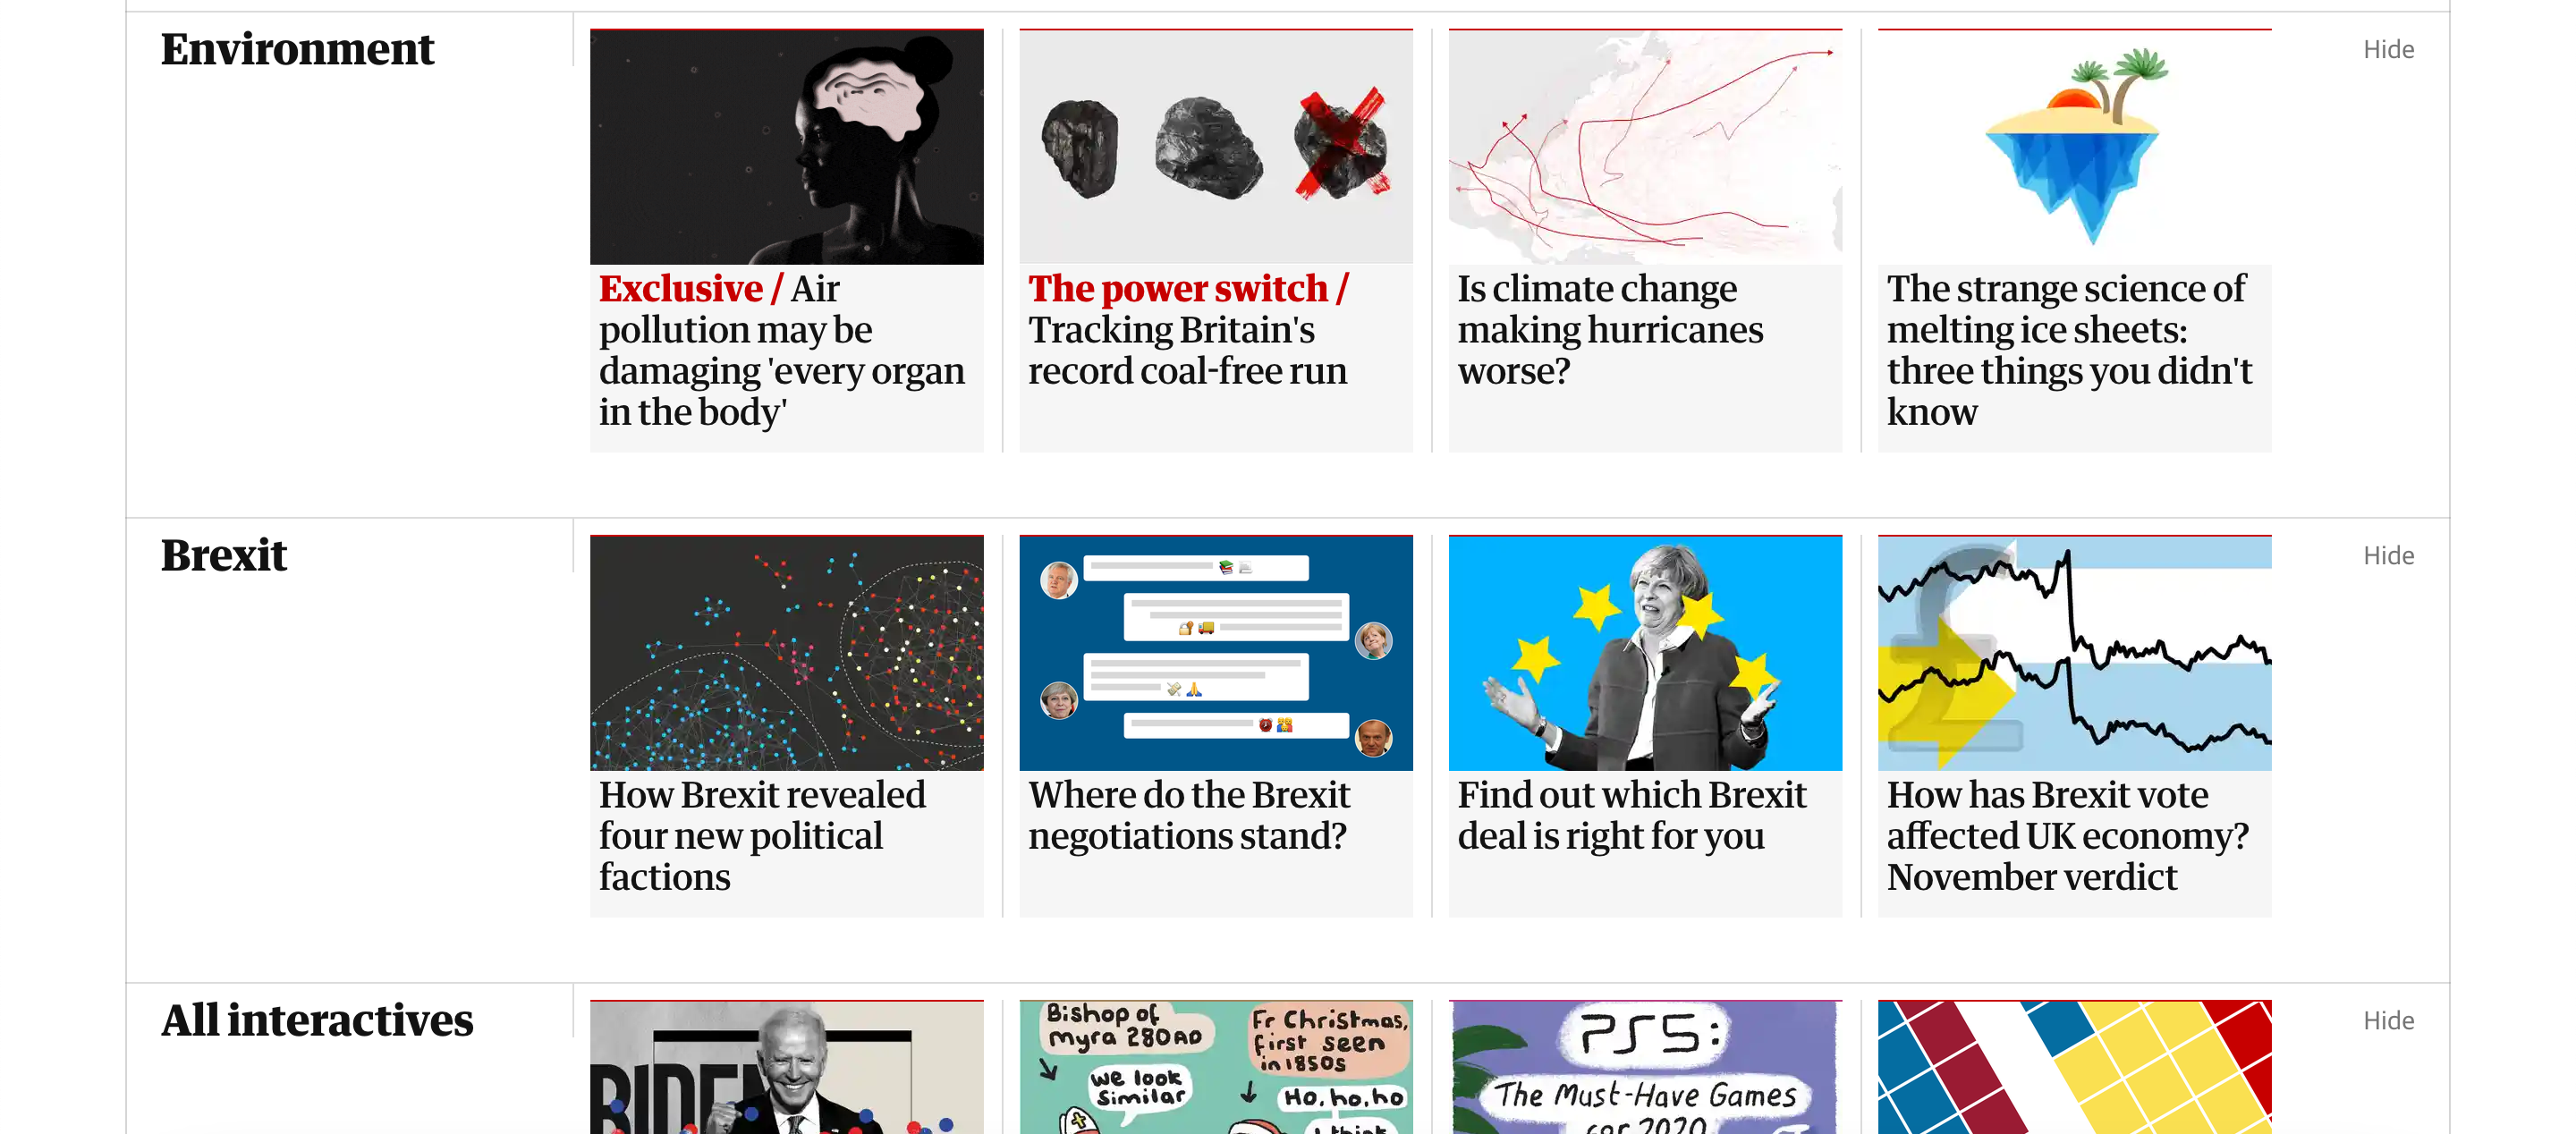 Environment
Hide
Exclusive / Air
pollution may be
damaging 'every organ
in the body'
The power switch /
Tracking Britain's
record coal-free run
Is climate change
making hurricanes
worse?
The strange science of
melting ice sheets:
three things you didn't
know
Brexit
Hide
How Brexit revealed
four new political
factions
Where do the Brexit
negotiations stand?
Find out which Brexit
deal is right for you
How has Brexit vote
affected UK economy?
November verdict
All interactives
Hide
BIDEN
Bishop of
Myra 280AD
we look
similar
Fr Christmas,
first seen
in 1850s
Ho, ho, ho
I think
PS5:
The Must-Have Games
for 2020